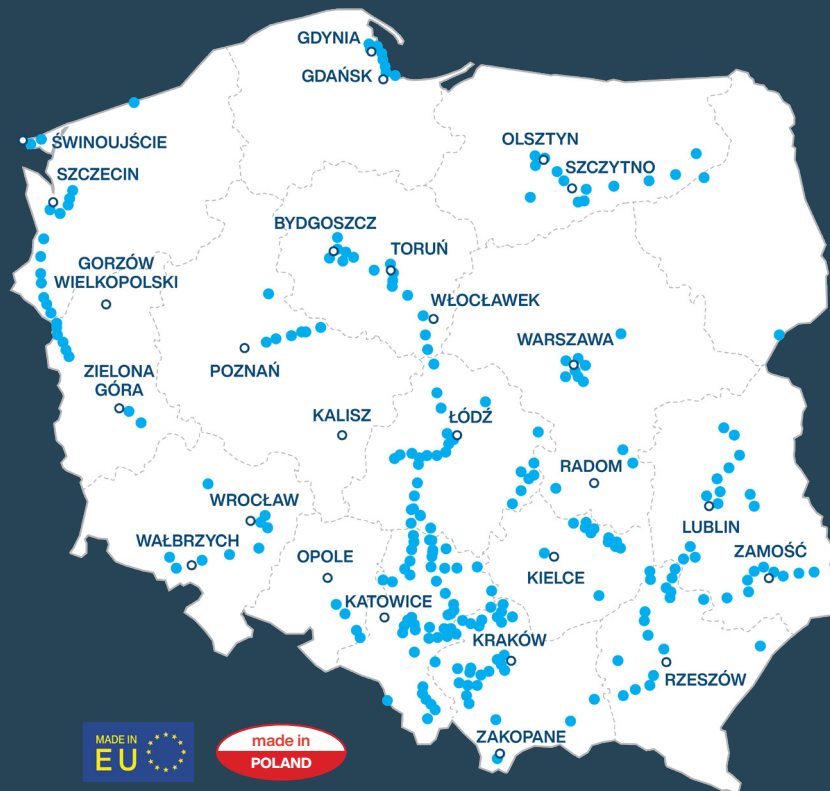 GDYNIA
GDAŃSK
ŚWINOUJŚCIE
SZCZECIN
OLSZTYN
SZCZYTNO
BYDGOSZCZ
TORUŃ
GORZÓW
WIELKOPOLSKI
WŁOCŁAWEK
WARSZAWA
POZNAŃ
ZIELONA
GÓRA
KALISZ
ŁÓDŹ
RADOM
WROCŁAW
LUBLIN
WAŁBRZYCH
OPOLE
KIELCE
ZAMOŚĆ
KATOWICE
KRAKÓW
RZESZÓW
ZAKOPANE
MADE IN
EU
made in
POLAND